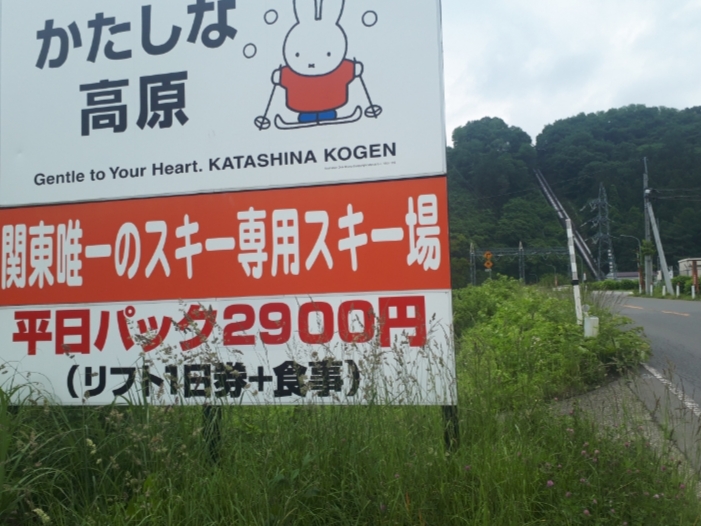 かたしな
高原
Gentle to Your Heart. KATASHINA KOGEN
関東唯一のスキー専用スキー場
平日パック2900円
(リフト1日券+食事)